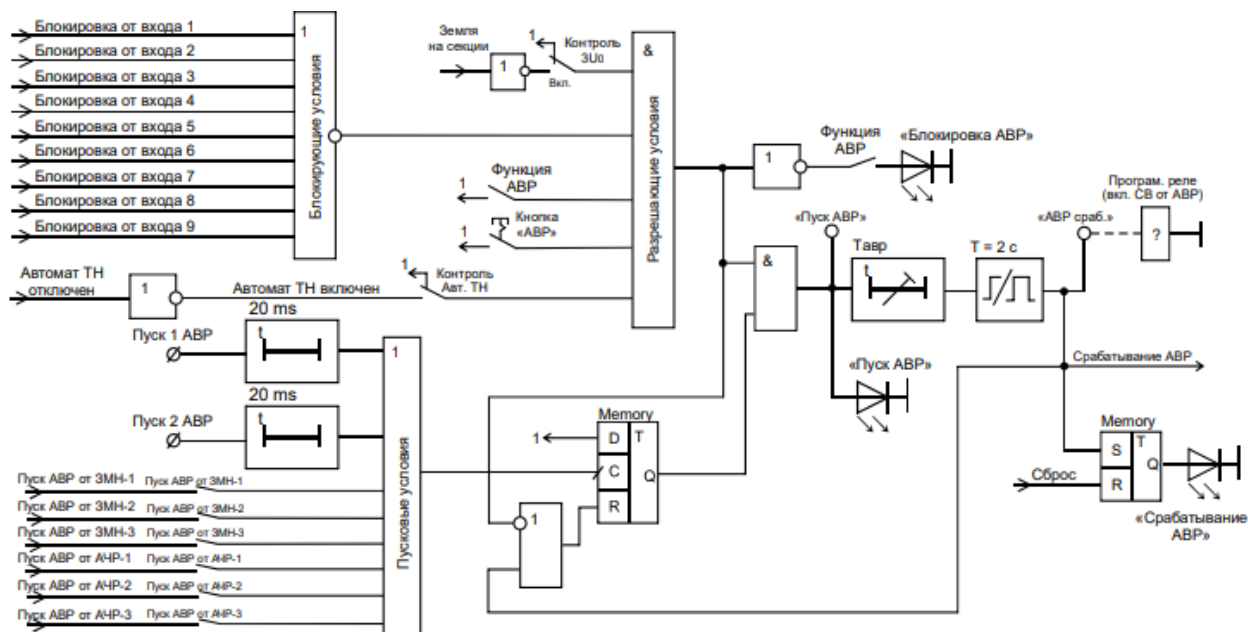 Блокировка от входа 1
Блокировка от входа 2
Блокировка от входа 3
Блокировка от входа 4
Блокировка от входа 5
Блокировка от входа 6
Блокировка от входа 7
Блокировка от входа 8
Блокировка от входа 9
1
Блокирующие условия
Земля
на секции
1
1
Контроль
3U0
Вкл.
&
Разрешающие условия
Функция
АВР
1
Кнопка
«АВР»
1
1
Контроль
Авт. ТН
Автомат ТН
отключен
1
Автомат ТН включен
1
Функция
АВР
«Блокировка АВР»
Програм. реле
(вкл. СВ от АВР)
?
«Пуск АВР»
«АВР сраб.»
&
Тавр
t
T = 2 с
20 ms
Пуск 1 АВР
t
20 ms
Пуск 2 АВР
t
1
Пусковые условия
Пуск АВР от ЗМН-1
Пуск АВР от ЗМН-1
Пуск АВР от ЗМН-2
Пуск АВР от ЗМН-2
Пуск АВР от ЗМН-3
Пуск АВР от ЗМН-3
Пуск АВР от АЧР-1
Пуск АВР от АЧР-1
Пуск АВР от АЧР-2
Пуск АВР от АЧР-2
Пуск АВР от АЧР-3
Пуск АВР от АЧР-3
Memory
1
D
T
C
Q
R
1
«Пуск АВР»
Срабатывание АВР
Memory
S
T
Q
Сброс
R
«Срабатывание
АВР»